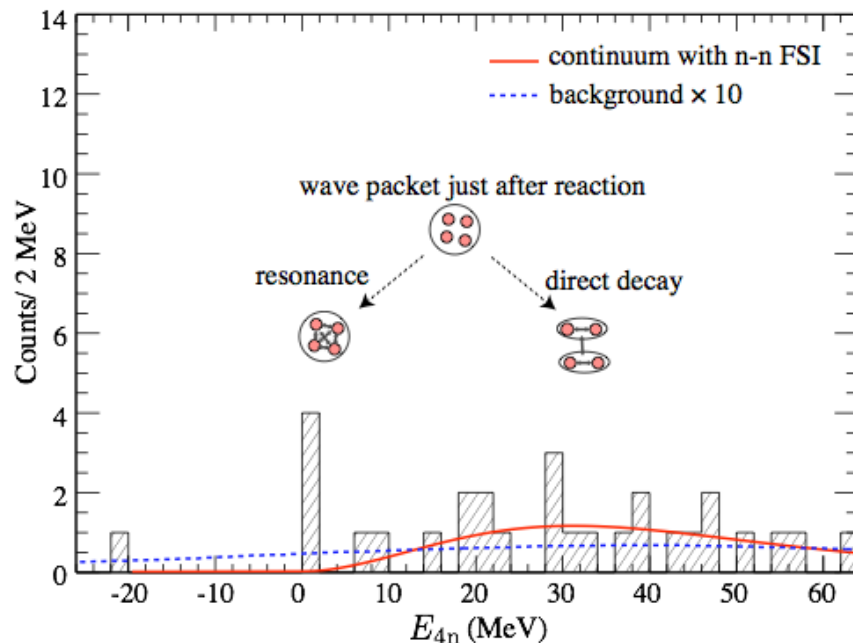 14
12
10
8
6
4
2
0
Counts/ 2 MeV
continuum with n-n FSI
background × 10
wave packet just after reaction
resonance
direct decay
-20 -10 0 10 20 30 40 50 60
E4n (MeV)